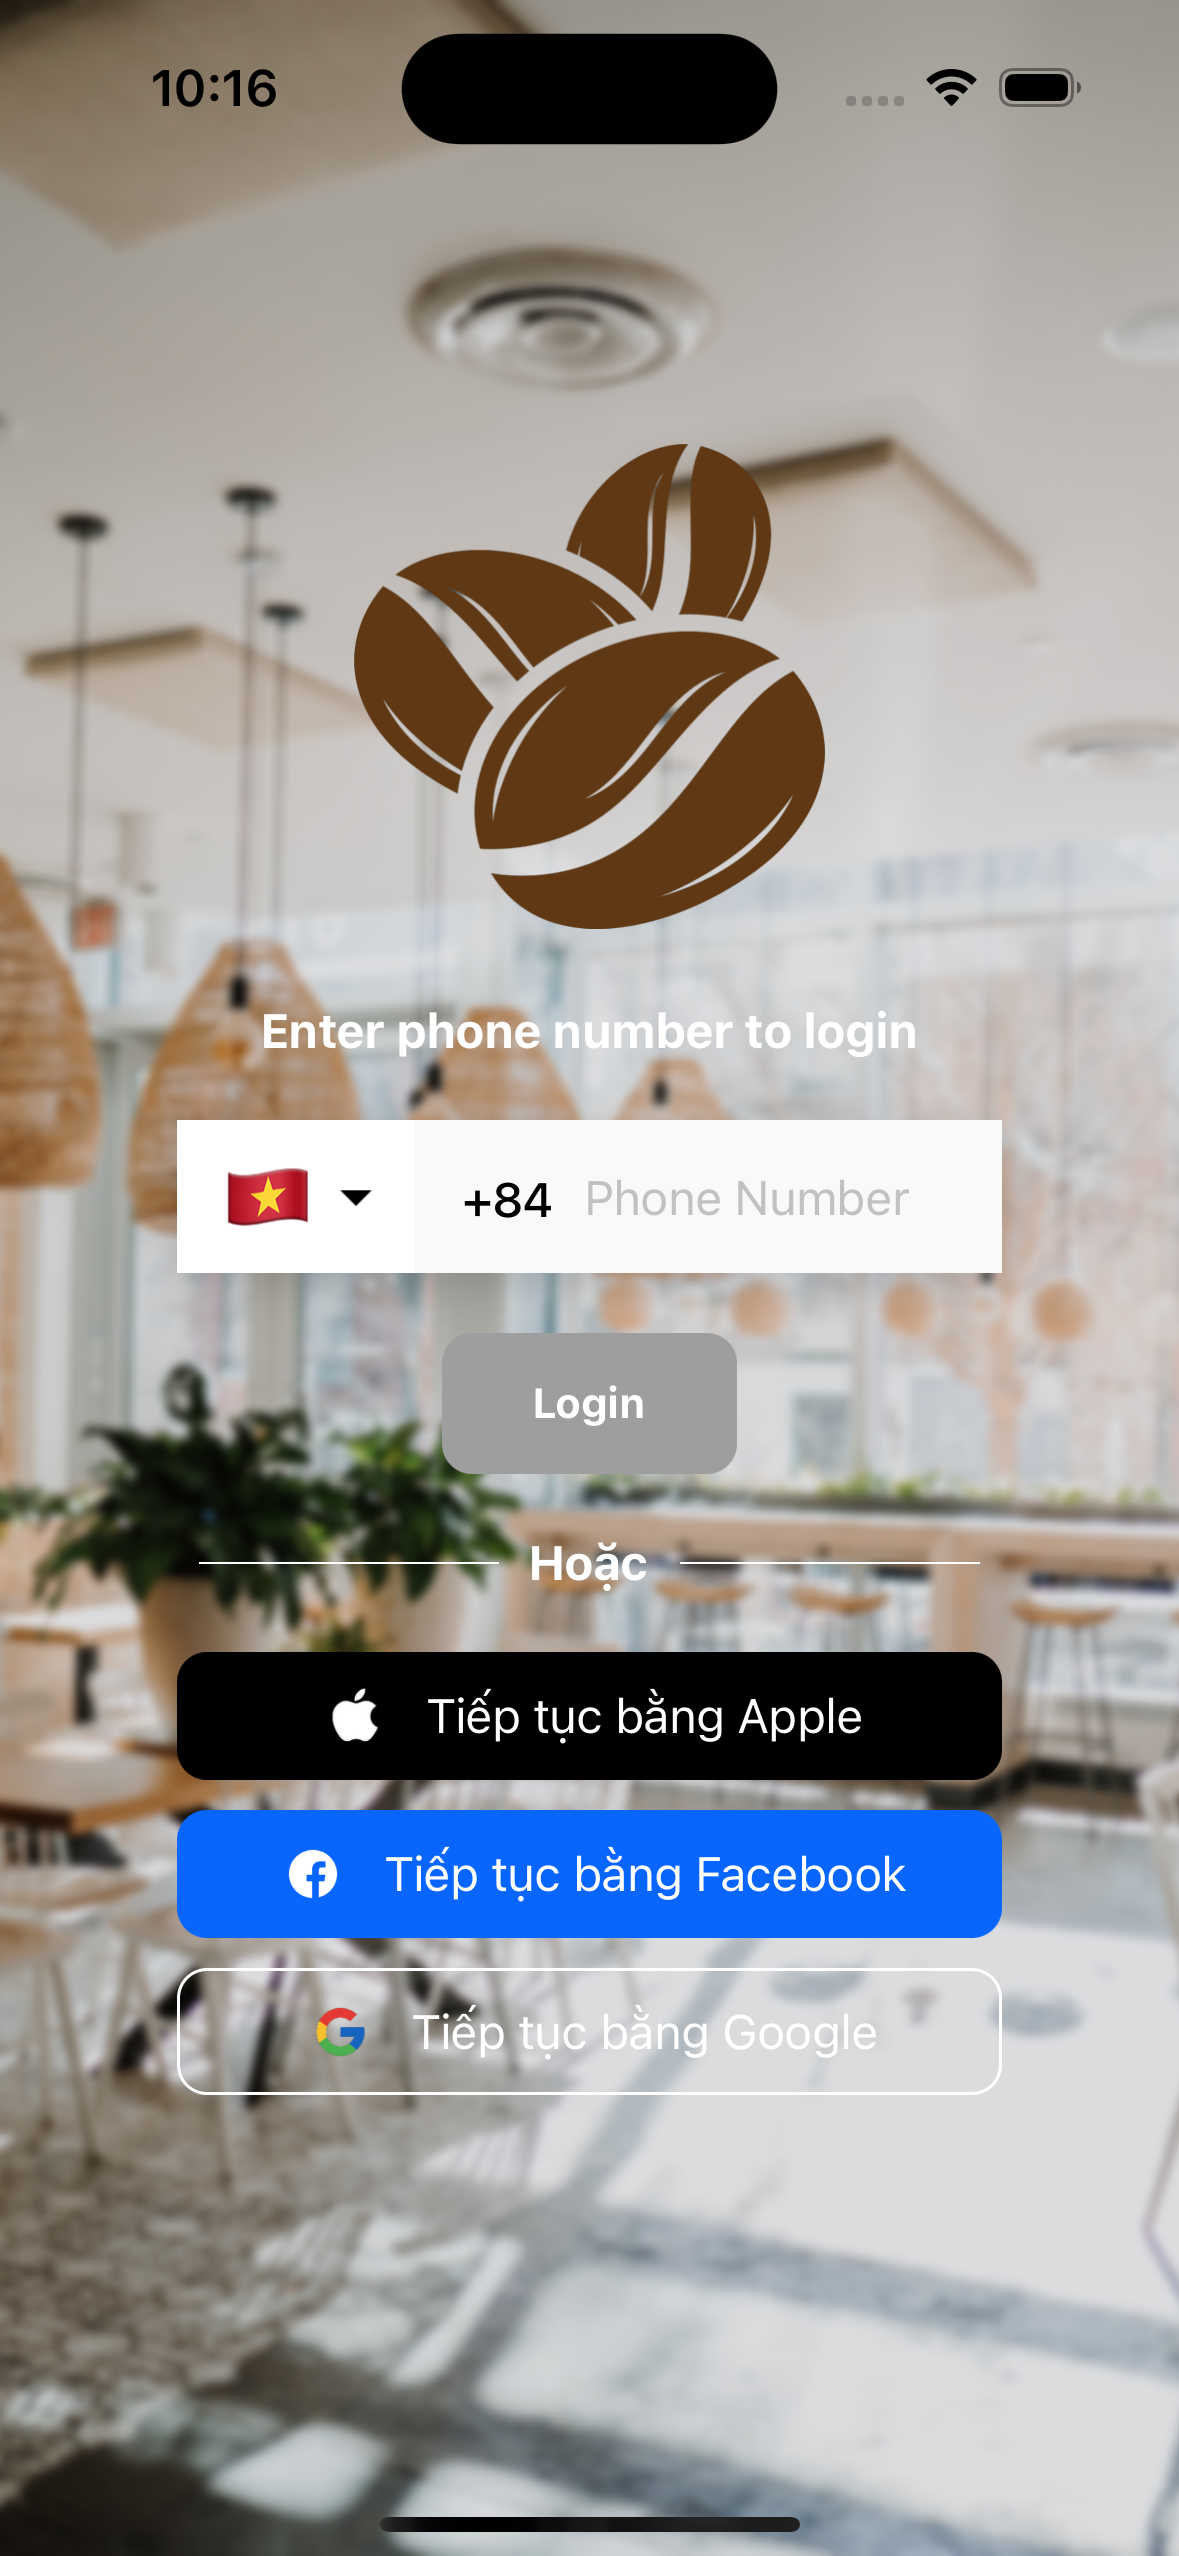 10:16
Enter phone number to login
+84 Phone Number
Login
Hoặc
Tiếp tục bằng Apple
Tiếp tục bằng Facebook
Tiếp tục bằng Google